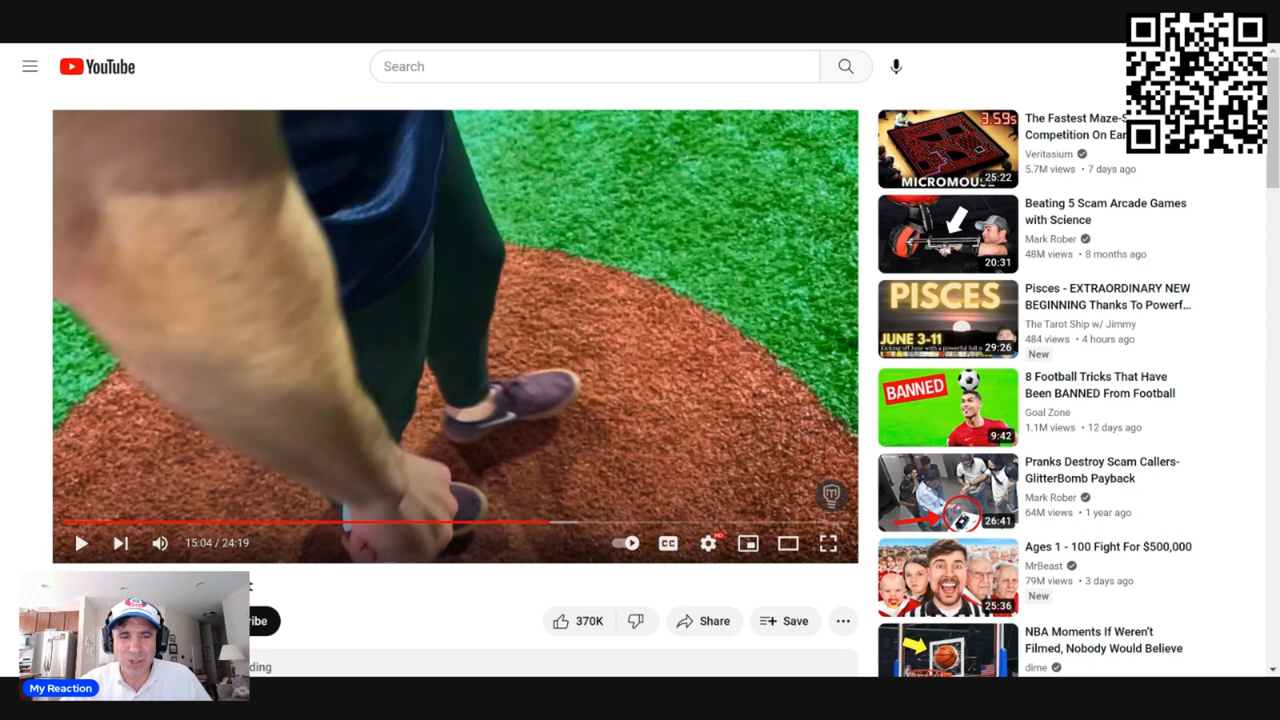 YouTube
Search
3.59s
MICROMOU
25:22
The Fastest Maze-S
Competition On Ear
Veritasium
5.7M views • 7 days ago
20:31
Beating 5 Scam Arcade Games
with Science
Mark Rober
48M views • 8 months ago
PISCES
JUNE 3-11
29:26
Pisces - EXTRAORDINARY NEW
BEGINNING Thanks To Powerf...
The Tarot Ship w/ Jimmy
484 views • 4 hours ago
New
BANNED
9:42
8 Football Tricks That Have
Been BANNED From Football
Goal Zone
1.1M views • 12 days ago
26:41
Pranks Destroy Scam Callers-
GlitterBomb Payback
Mark Rober
64M views • 1 year ago
25:36
Ages 1 - 100 Fight For $500,000
MrBeast
79M views • 3 days ago
New
NBA Moments If Weren't
Filmed, Nobody Would Believe
dime
15:04 / 24:19
CC
HD
ibe
370K
Share
Save
ding
My Reaction